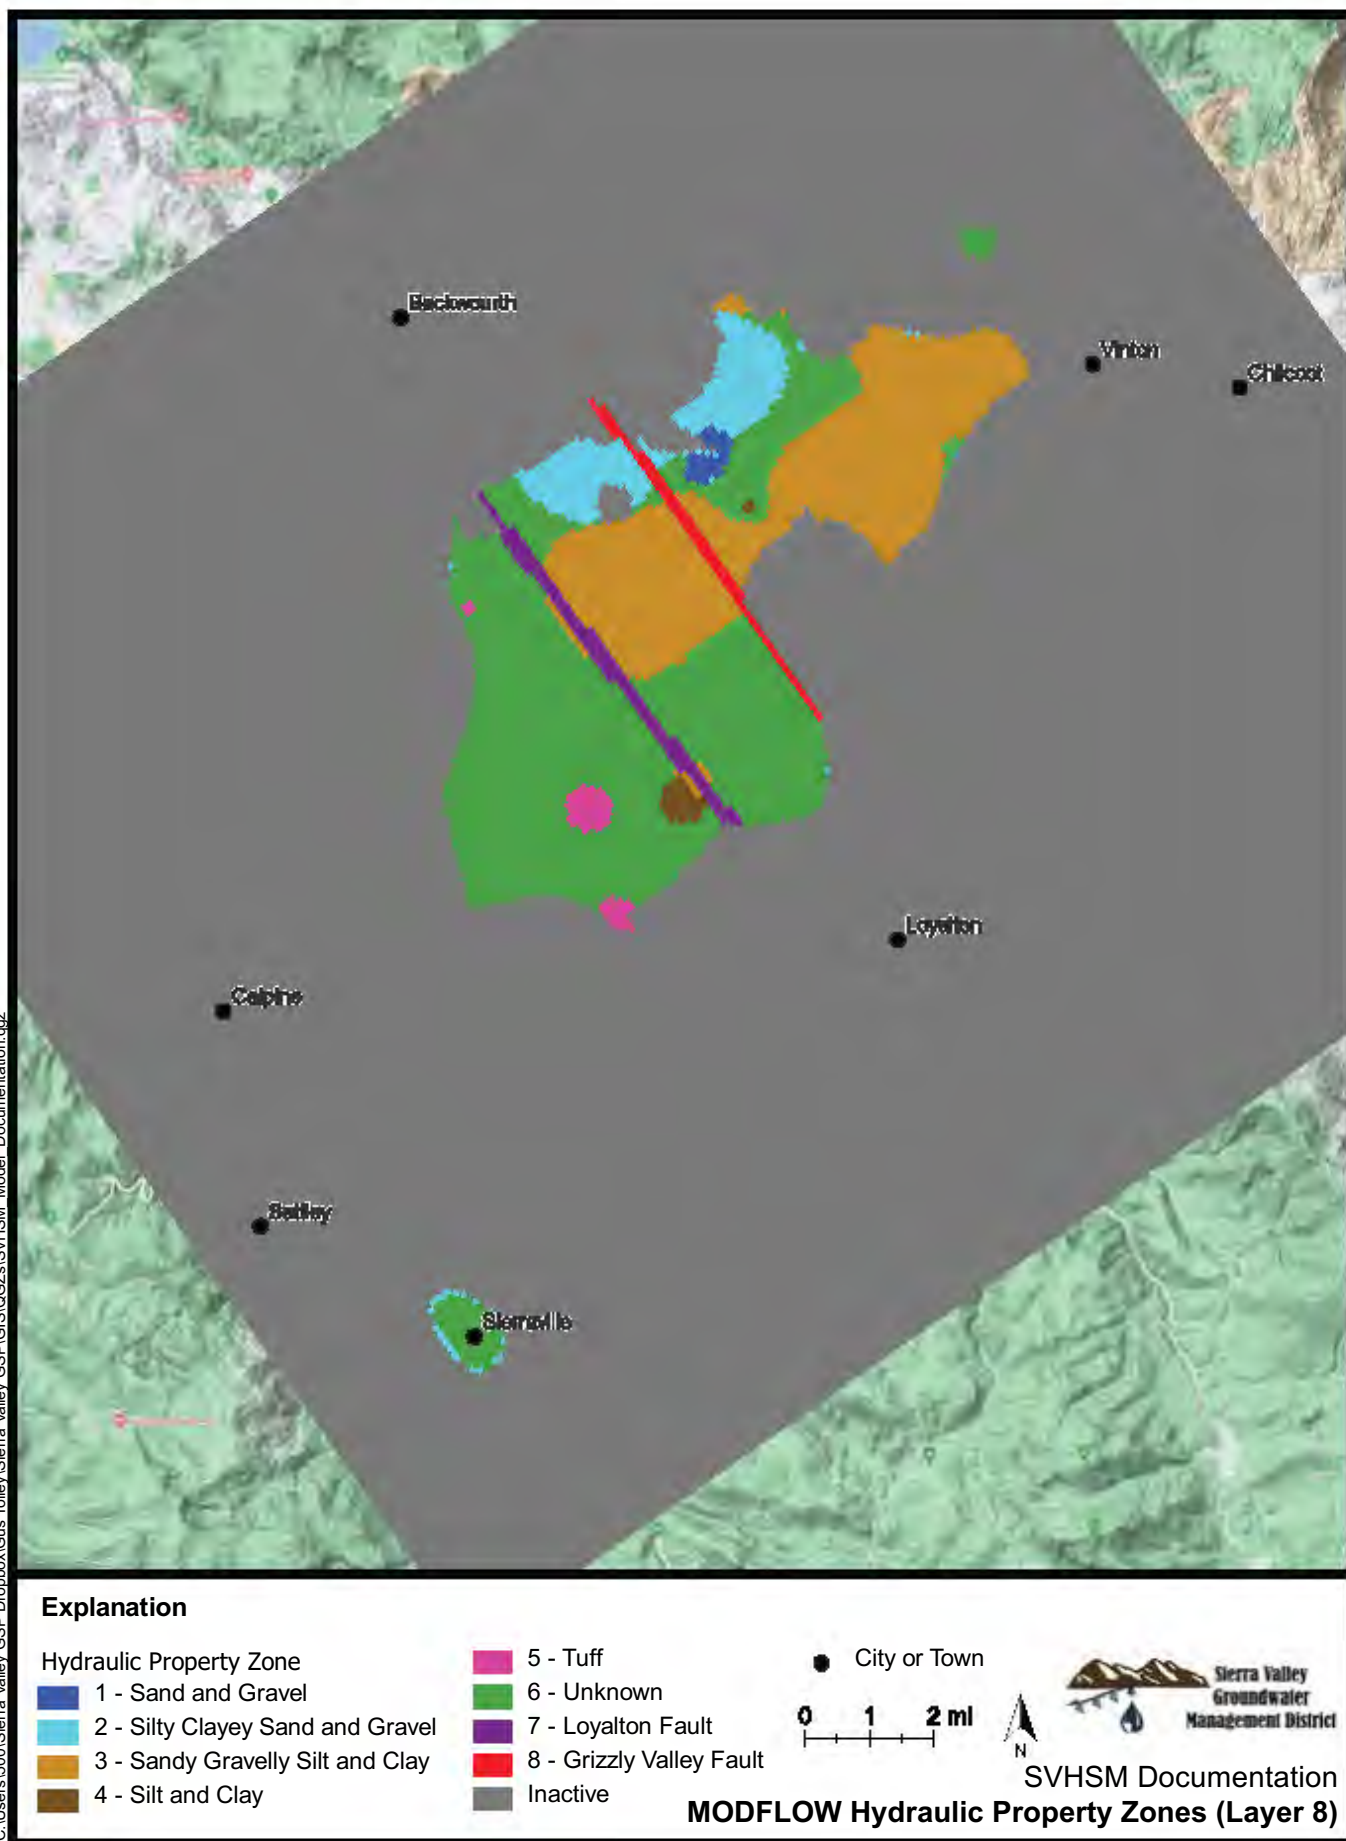 Beckwourth
Vinton
Chilcoot
Loyalton
Calpine
Sattley
Sierraville
Explanation
Hydraulic Property Zone
1 - Sand and Gravel
2 - Silty Clayey Sand and Gravel
3 - Sandy Gravelly Silt and Clay
4 - Silt and Clay
5 - Tuff
6 - Unknown
7 - Loyalton Fault
8 - Grizzly Valley Fault
Inactive
City or Town
0 1 2 mi
N
Sierra Valley
Groundwater
Management District
SVHSM Documentation
MODFLOW Hydraulic Property Zones (Layer 8)